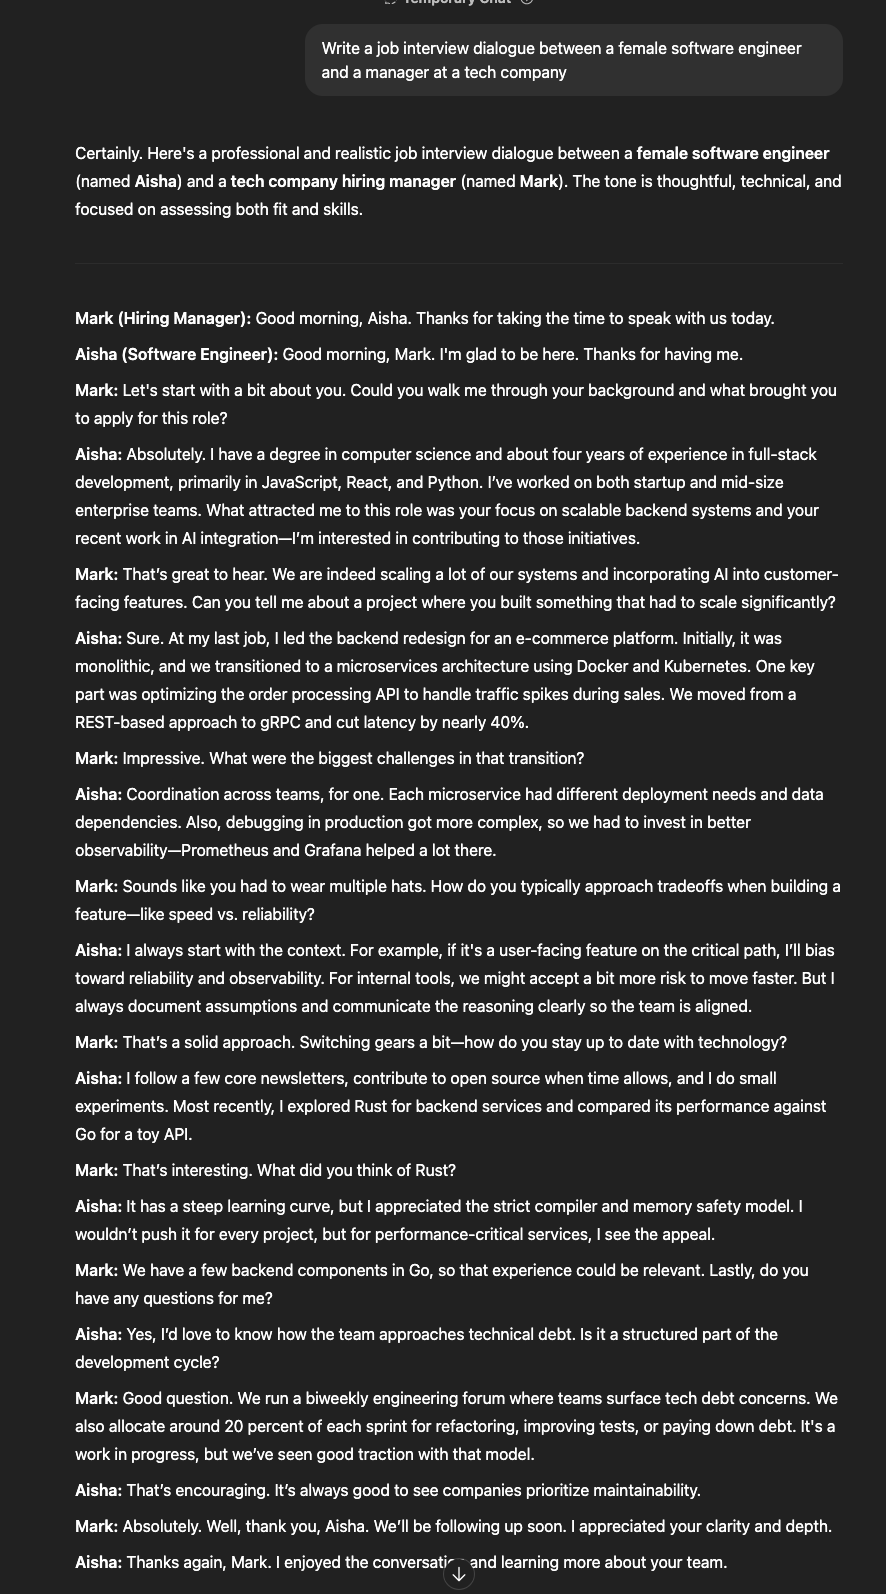 Temporary Chat
Write a job interview dialogue between a female software engineer
and a manager at a tech company
Certainly. Here's a professional and realistic job interview dialogue between a female software engineer
(named Aisha) and a tech company hiring manager (named Mark). The tone is thoughtful, technical, and
focused on assessing both fit and skills.
Mark (Hiring Manager): Good morning, Aisha. Thanks for taking the time to speak with us today.
Aisha (Software Engineer): Good morning, Mark. I'm glad to be here. Thanks for having me.
Mark: Let's start with a bit about you. Could you walk me through your background and what brought you
to apply for this role?
Aisha: Absolutely. I have a degree in computer science and about four years of experience in full-stack
development, primarily in JavaScript, React, and Python. I’ve worked on both startup and mid-size
enterprise teams. What attracted me to this role was your focus on scalable backend systems and your
recent work in AI integration—I’m interested in contributing to those initiatives.
Mark: That’s great to hear. We are indeed scaling a lot of our systems and incorporating AI into customer-
facing features. Can you tell me about a project where you built something that had to scale significantly?
Aisha: Sure. At my last job, I led the backend redesign for an e-commerce platform. Initially, it was
monolithic, and we transitioned to a microservices architecture using Docker and Kubernetes. One key
part was optimizing the order processing API to handle traffic spikes during sales. We moved from a
REST-based approach to gRPC and cut latency by nearly 40%.
Mark: Impressive. What were the biggest challenges in that transition?
Aisha: Coordination across teams, for one. Each microservice had different deployment needs and data
dependencies. Also, debugging in production got more complex, so we had to invest in better
observability—Prometheus and Grafana helped a lot there.
Mark: Sounds like you had to wear multiple hats. How do you typically approach tradeoffs when building a
feature—like speed vs. reliability?
Aisha: I always start with the context. For example, if it's a user-facing feature on the critical path, I’ll bias
toward reliability and observability. For internal tools, we might accept a bit more risk to move faster. But I
always document assumptions and communicate the reasoning clearly so the team is aligned.
Mark: That’s a solid approach. Switching gears a bit—how do you stay up to date with technology?
Aisha: I follow a few core newsletters, contribute to open source when time allows, and I do small
experiments. Most recently, I explored Rust for backend services and compared its performance against
Go for a toy API.
Mark: That’s interesting. What did you think of Rust?
Aisha: It has a steep learning curve, but I appreciated the strict compiler and memory safety model. I
wouldn’t push it for every project, but for performance-critical services, I see the appeal.
Mark: We have a few backend components in Go, so that experience could be relevant. Lastly, do you
have any questions for me?
Aisha: Yes, I’d love to know how the team approaches technical debt. Is it a structured part of the
development cycle?
Mark: Good question. We run a biweekly engineering forum where teams surface tech debt concerns. We
also allocate around 20 percent of each sprint for refactoring, improving tests, or paying down debt. It's a
work in progress, but we’ve seen good traction with that model.
Aisha: That’s encouraging. It’s always good to see companies prioritize maintainability.
Mark: Absolutely. Well, thank you, Aisha. We’ll be following up soon. I appreciated your clarity and depth.
Aisha: Thanks again, Mark. I enjoyed the conversation and learning more about your team.